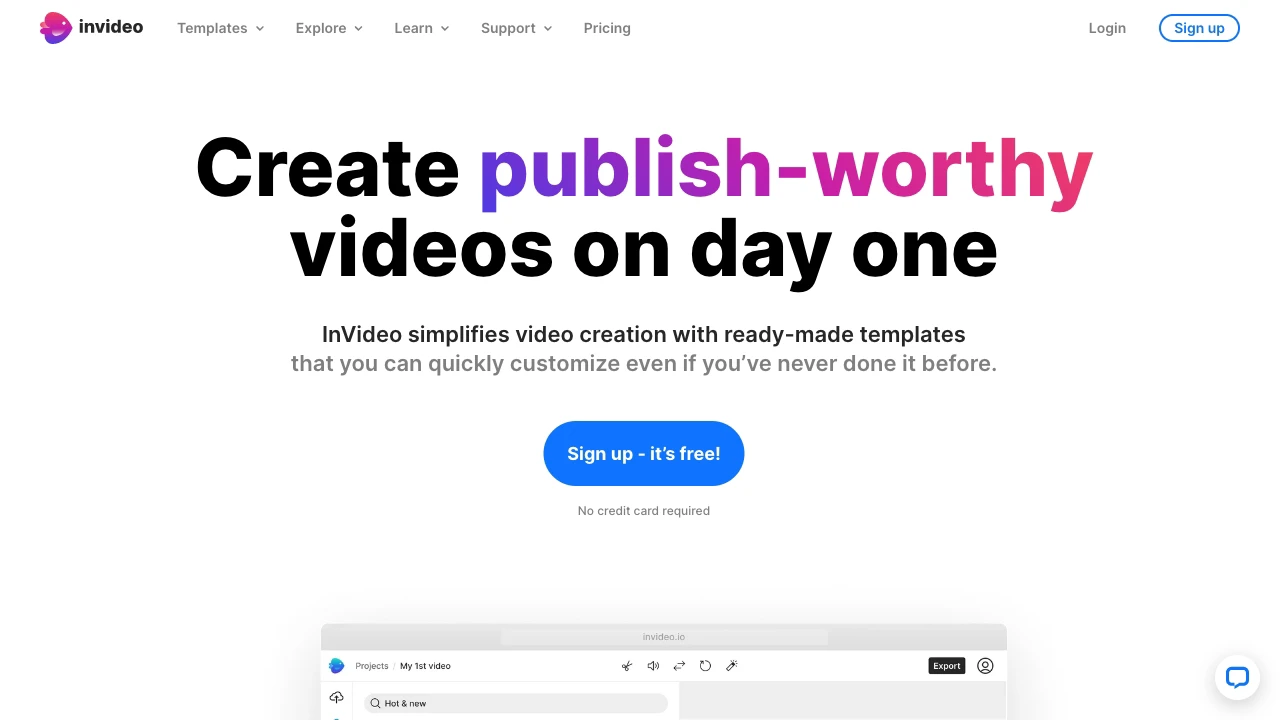 invideo
Templates
Explore
Learn
Support
Pricing
Login
Sign up
Create publish-worthy
videos on day one
InVideo simplifies video creation with ready-made templates
that you can quickly customize even if you’ve never done it before.
Sign up - it’s free!
No credit card required
invideo.io
Projects / My 1st video
Export
Hot & new